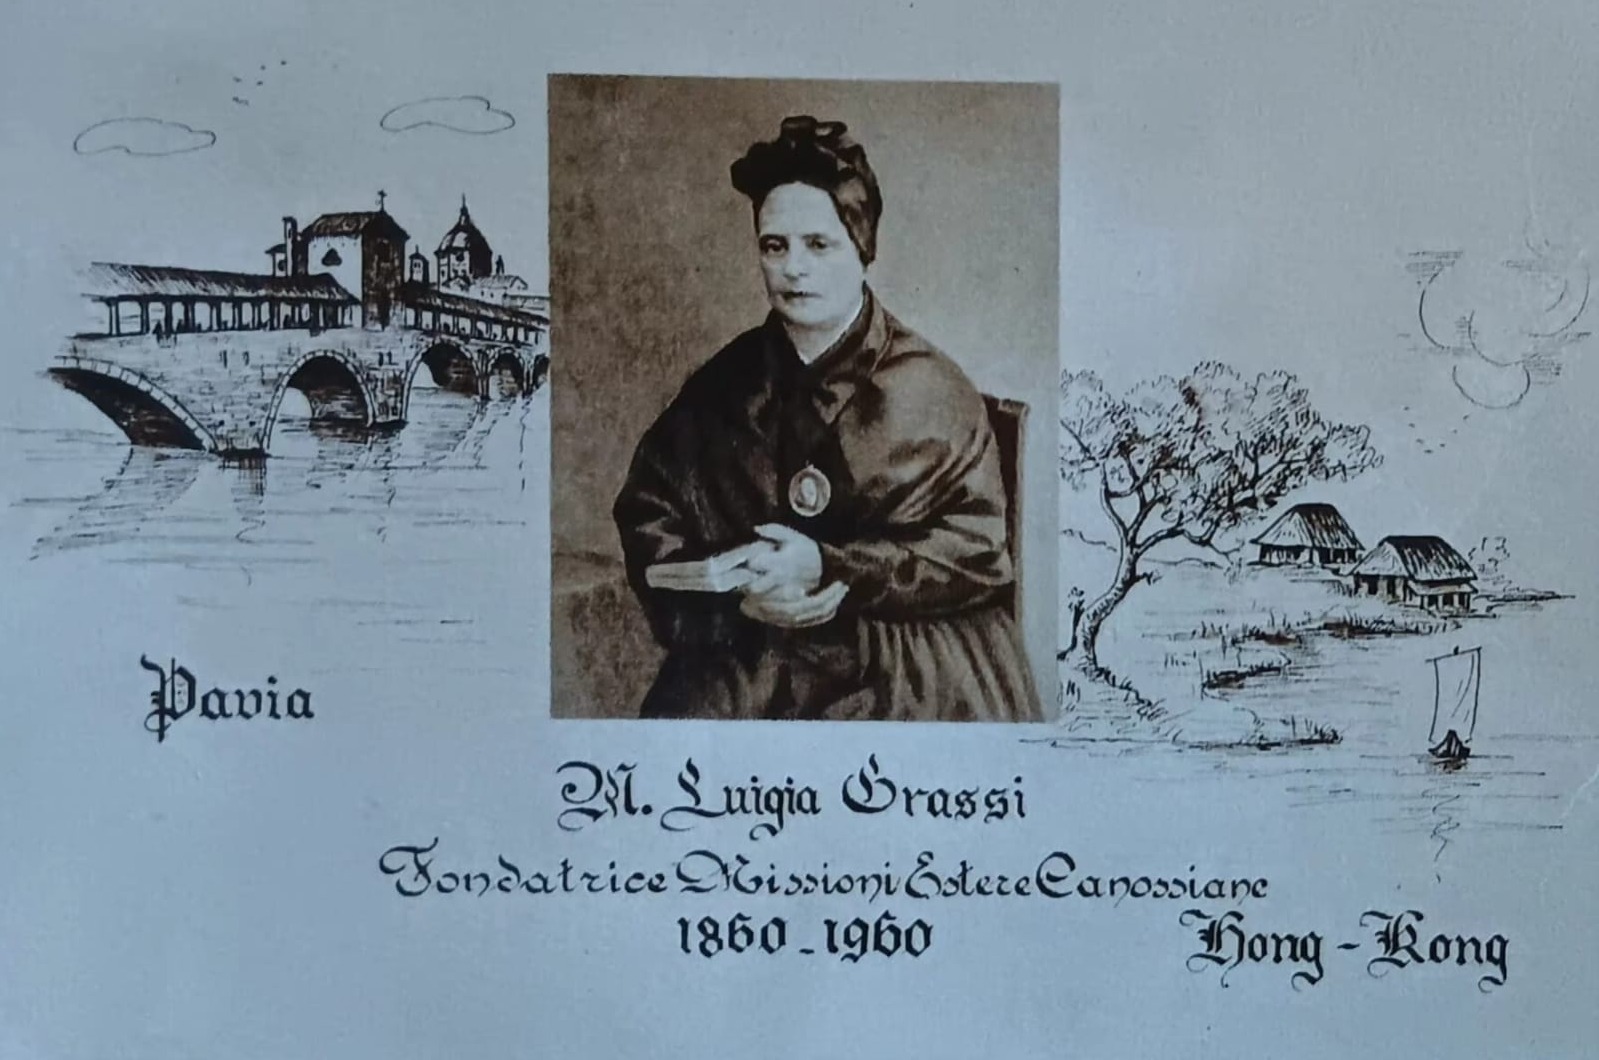 Pavia
M. Luigia Grassi
Fondatrice Missioni Estere Canossiane
1860-1960
Hong-Kong